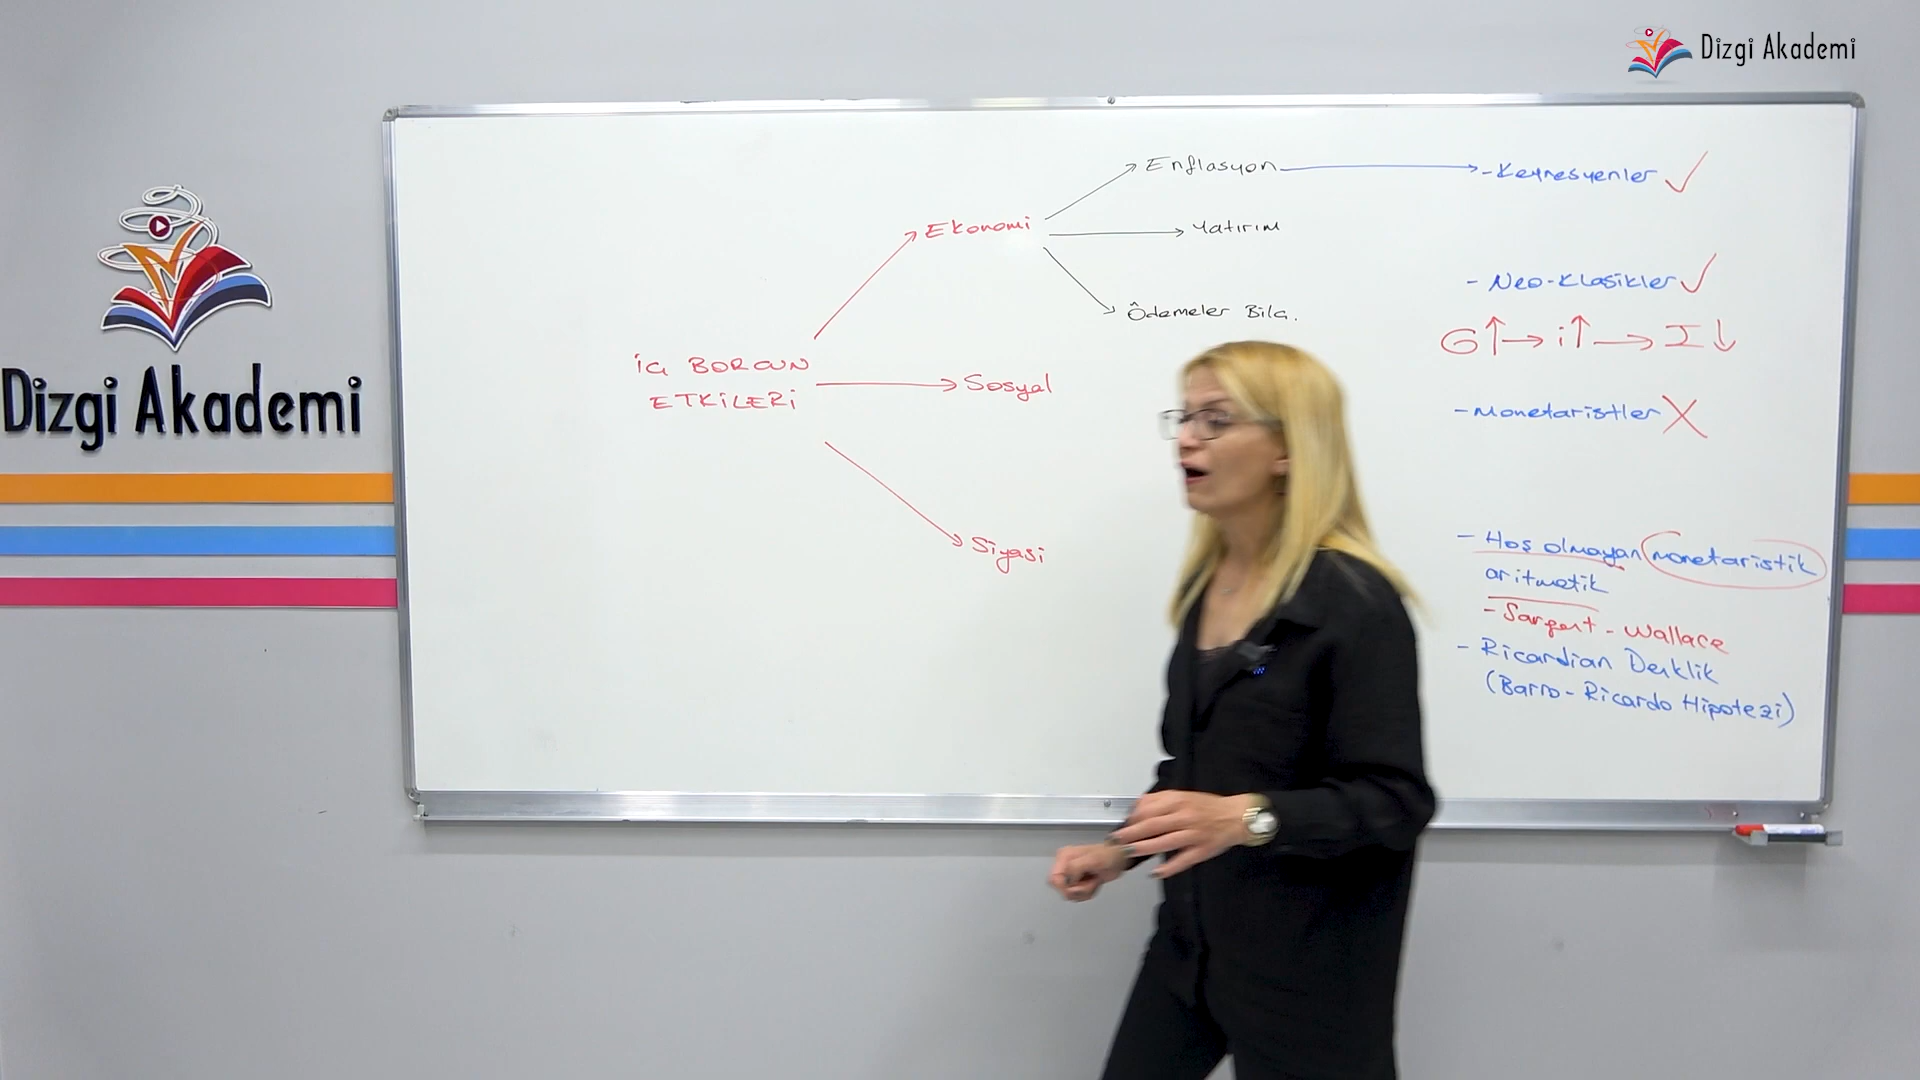 Dizgi Akademi
Dizgi Akademi
İÇ BORCUN
ETKİLERİ
Ekonomi
Sosyal
Siyasi
Enflasyon
Yatırım
Ödemeler Bila.
- Keynesyenler ✓
- Neo-Klasikler ✓
G↑ → i↑ → I↓
- Monetaristler X
- Hoş olmayan monetaristik
aritmetik
- Sargent - Wallace
- Ricardian Denklik
(Barro - Ricardo Hipotezi)